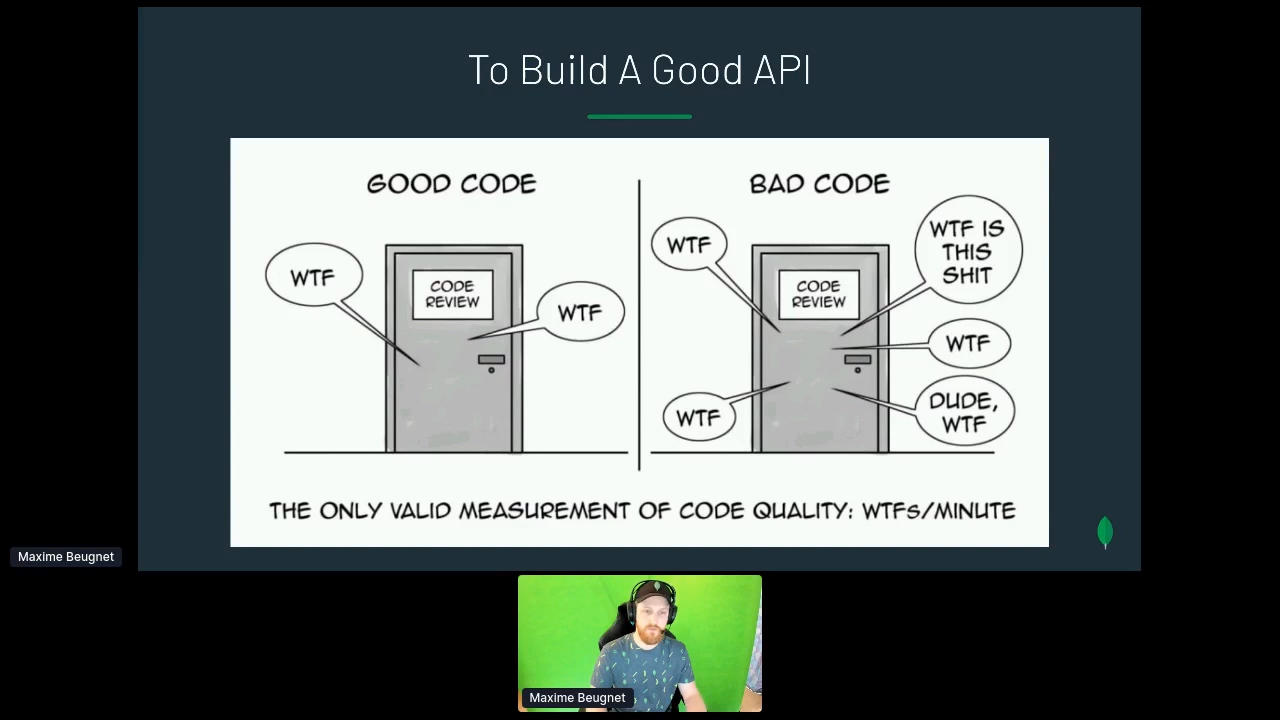 To Build A Good API
GOOD CODE
WTF
CODE
REVIEW
WTF
BAD CODE
WTF
CODE
REVIEW
WTF IS
THIS
SHIT
WTF
WTF
DUDE,
WTF
THE ONLY VALID MEASUREMENT OF CODE QUALITY: WTFs/MINUTE
Maxime Beugnet
Maxime Beugnet